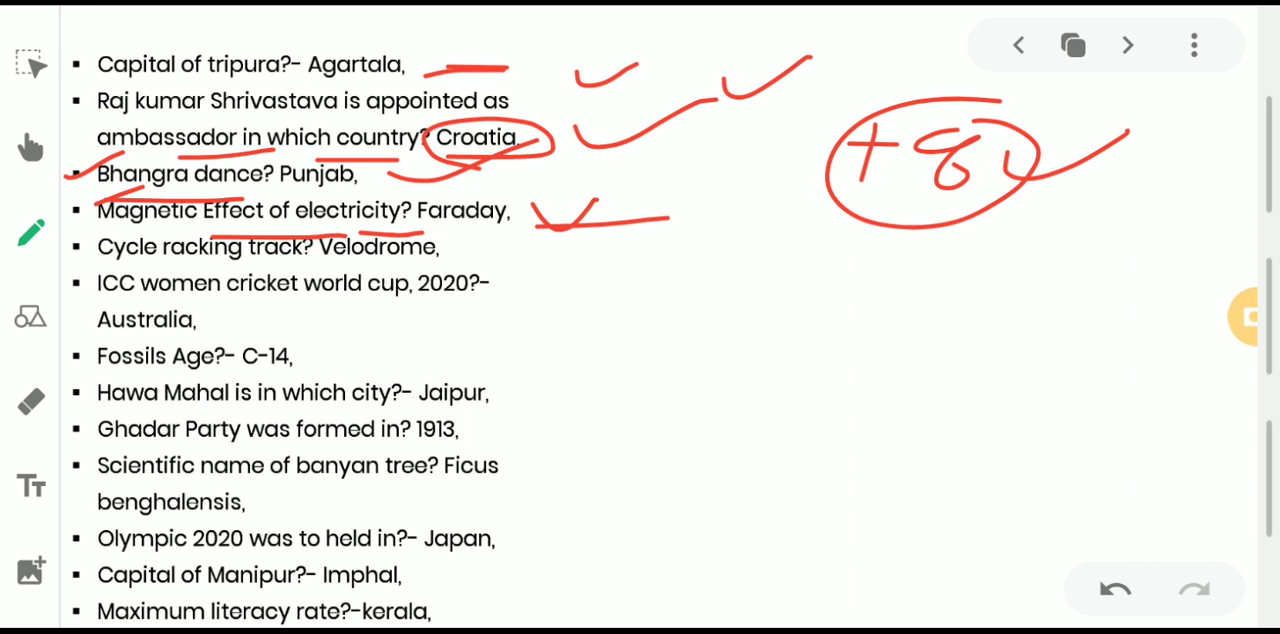 Capital of tripura?- Agartala,
Raj kumar Shrivastava is appointed as
ambassador in which country? Croatia,
Bhangra dance? Punjab,
Magnetic Effect of electricity? Faraday,
Cycle racking track? Velodrome,
ICC women cricket world cup, 2020?-
Australia,
Fossils Age?- C-14,
Hawa Mahal is in which city?- Jaipur,
Ghadar Party was formed in? 1913,
Scientific name of banyan tree? Ficus
benghalensis,
Olympic 2020 was to held in?- Japan,
Capital of Manipur?- Imphal,
Maximum literacy rate?-kerala,
TT